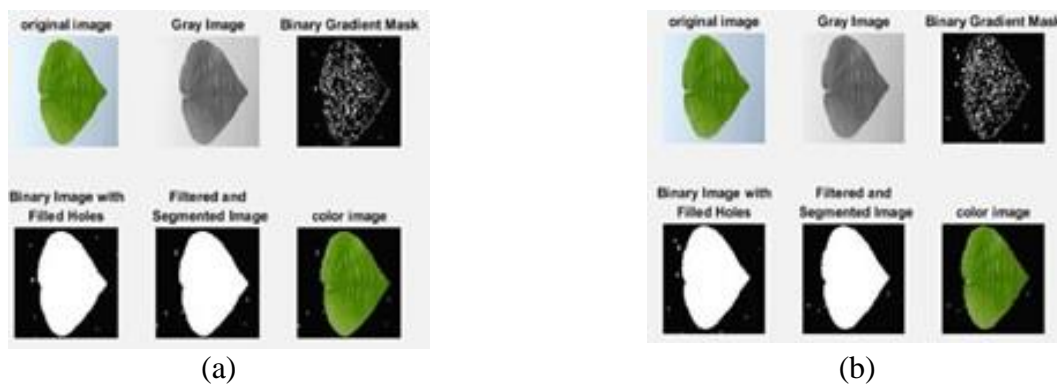 original image
Gray Image
Binary Gradient Mask
Binary Image with
Filled Holes
Filtered and
Segmented Image
color image
(a)
original image
Gray Image
Binary Gradient Mask
Binary Image with
Filled Holes
Filtered and
Segmented Image
color image
(b)